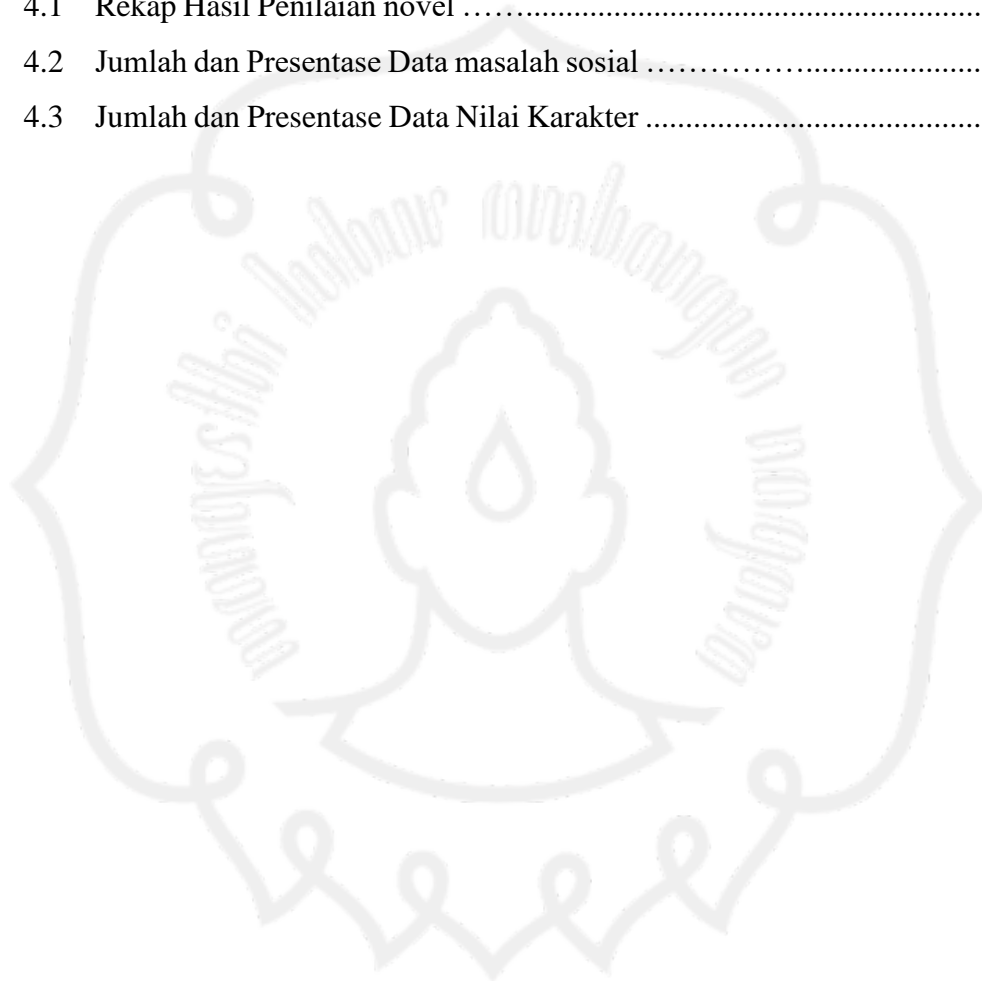 4.1 Rekap Hasil Penilaian novel ……..................................................................
4.2 Jumlah dan Presentase Data masalah sosial ……………..........................
4.3 Jumlah dan Presentase Data Nilai Karakter ................................................